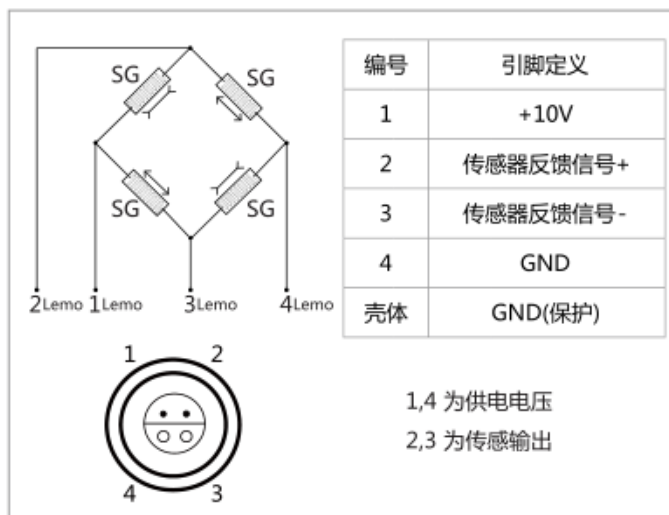 SG SG
SG SG
2Lemo 1Lemo 3Lemo 4Lemo
编号 引脚定义
1 +10V
2 传感器反馈信号+
3 传感器反馈信号-
4 GND
壳体 GND(保护)
1 2
4 3
1,4 为供电电压
2,3 为传感输出